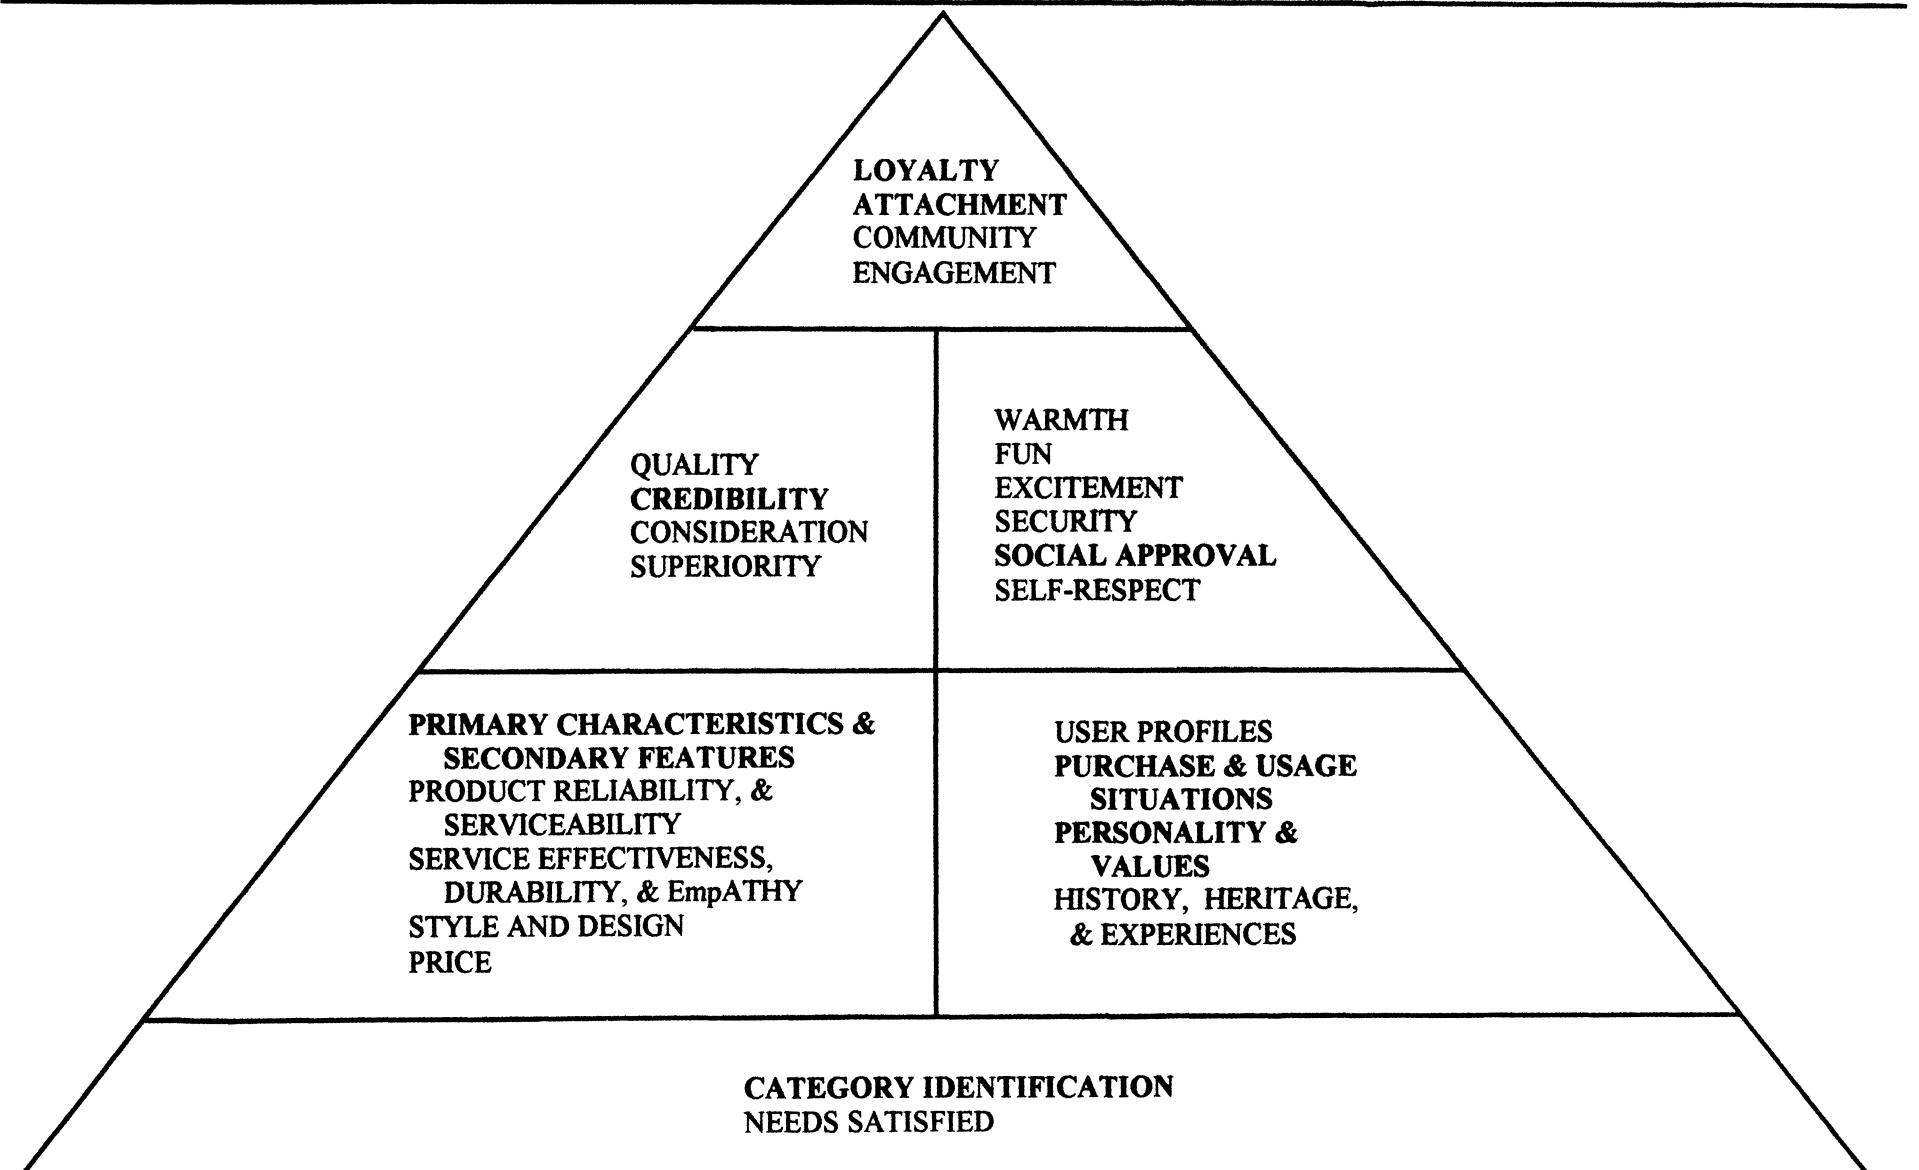 LOYALTY
ATTACHMENT
COMMUNITY
ENGAGEMENT
QUALITY
CREDIBILITY
CONSIDERATION
SUPERIORITY
WARMTH
FUN
EXCITEMENT
SECURITY
SOCIAL APPROVAL
SELF-RESPECT
PRIMARY CHARACTERISTICS &
SECONDARY FEATURES
PRODUCT RELIABILITY, &
SERVICEABILITY
SERVICE EFFECTIVENESS,
DURABILITY, & EmpATHY
STYLE AND DESIGN
PRICE
USER PROFILES
PURCHASE & USAGE
SITUATIONS
PERSONALITY &
VALUES
HISTORY, HERITAGE,
& EXPERIENCES
CATEGORY IDENTIFICATION
NEEDS SATISFIED